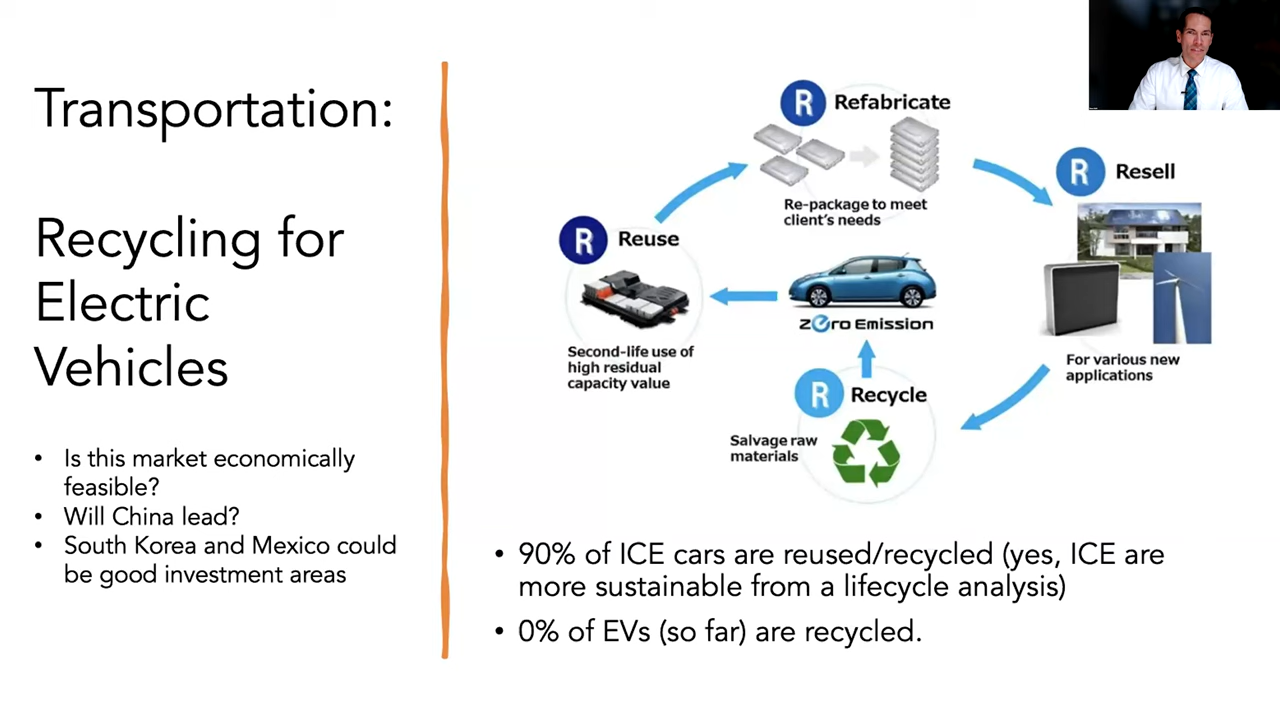 Transportation:
Recycling for
Electric
Vehicles
• Is this market economically
feasible?
• Will China lead?
• South Korea and Mexico could
be good investment areas
R Refabricate
Re-package to meet
client's needs
R Resell
For various new
applications
R Reuse
Second-life use of
high residual
capacity value
Zero Emission
R Recycle
Salvage raw
materials
• 90% of ICE cars are reused/recycled (yes, ICE are
more sustainable from a lifecycle analysis)
• 0% of EVs (so far) are recycled.